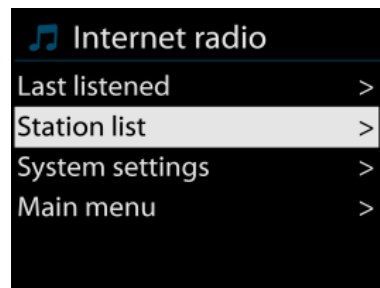 Internet radio
Last listened >
Station list >
System settings >
Main menu >